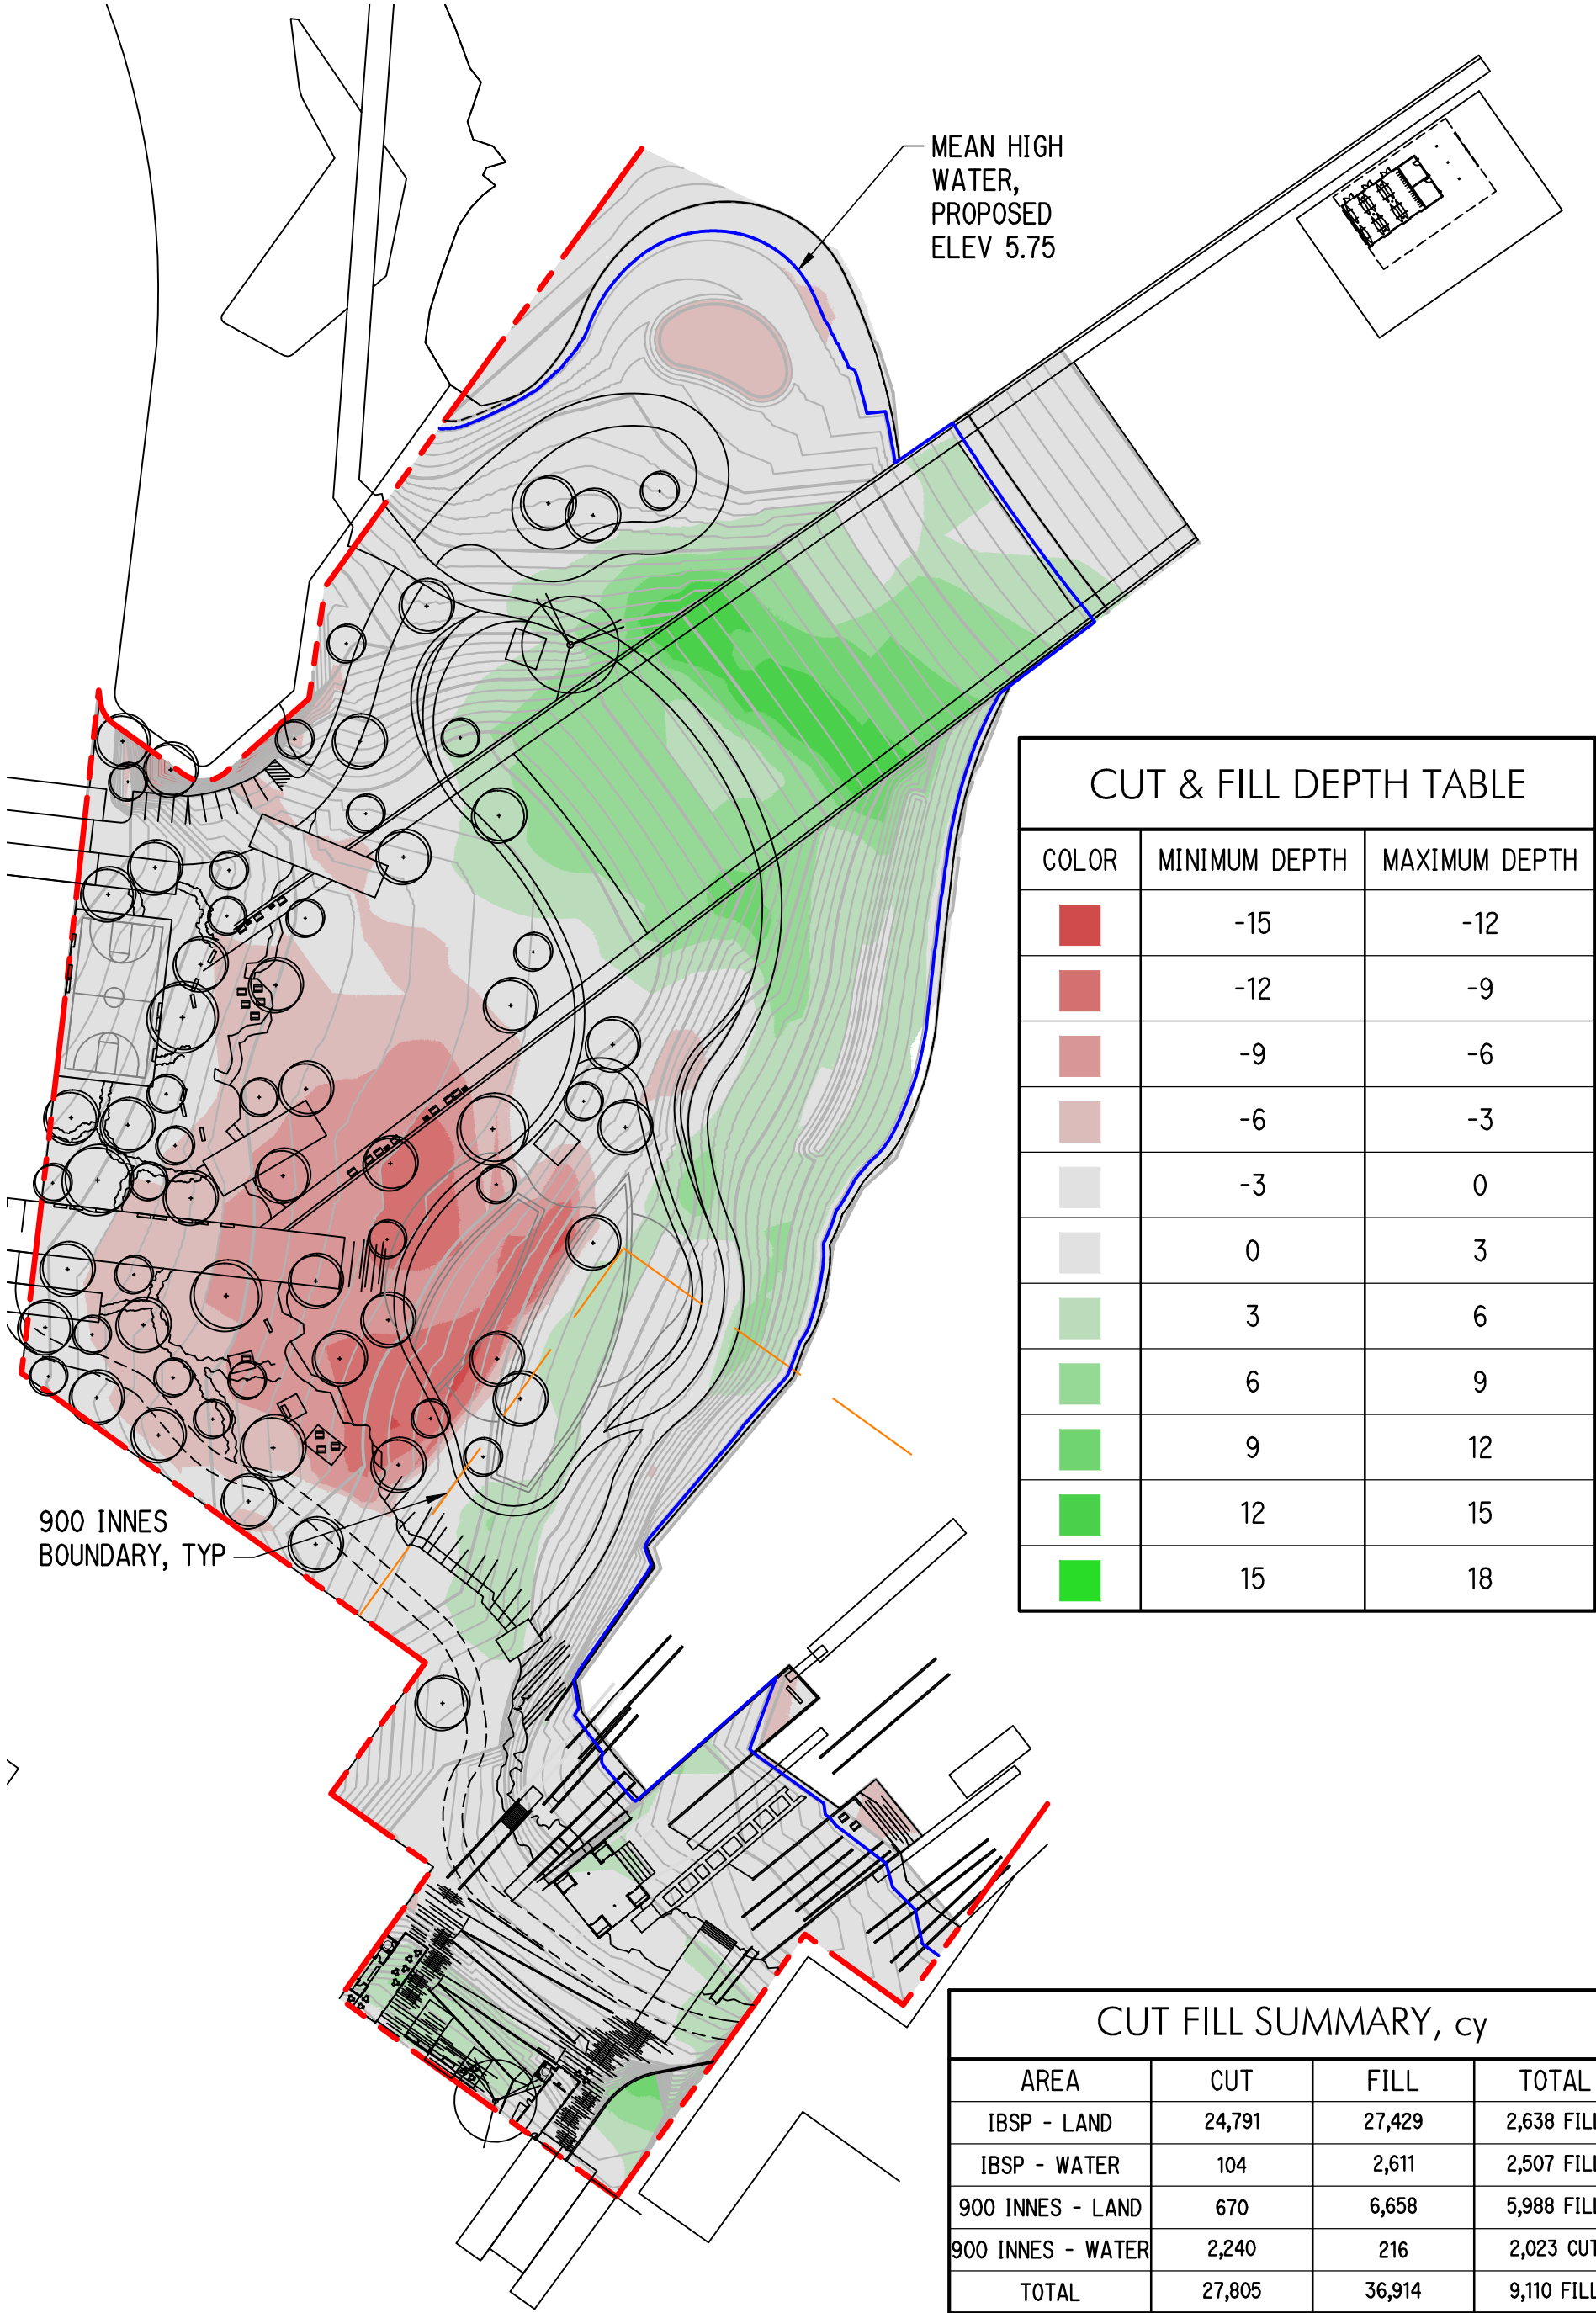 MEAN HIGH
WATER,
PROPOSED
ELEV 5.75
CUT & FILL DEPTH TABLE
COLOR MINIMUM DEPTH MAXIMUM DEPTH
-15 -12
-12 -9
-9 -6
-6 -3
-3 0
0 3
3 6
6 9
9 12
12 15
15 18
900 INNES
BOUNDARY, TYP
CUT FILL SUMMARY, cy
AREA CUT FILL TOTAL
IBSP - LAND 24,791 27,429 2,638 FILL
IBSP - WATER 104 2,611 2,507 FILL
900 INNES - LAND 670 6,658 5,988 FILL
900 INNES - WATER 2,240 216 2,023 CUT
TOTAL 27,805 36,914 9,110 FILL